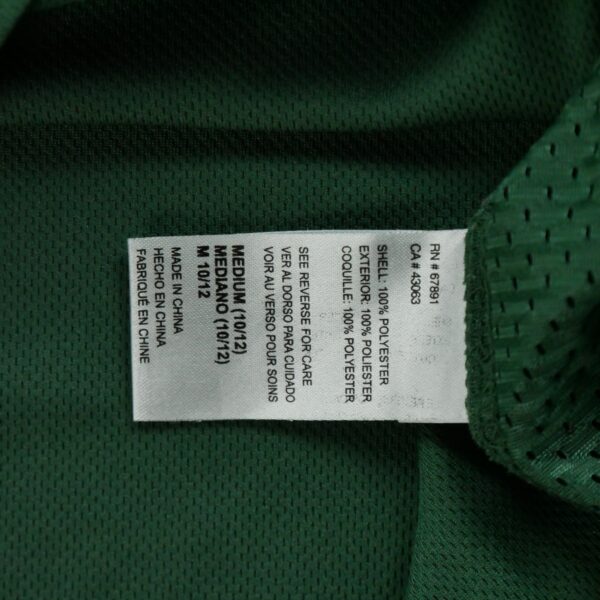 RN # 67891
CA # 43063
SHELL: 100% POLYESTER
EXTERIOR: 100% POLIESTER
COQUILLE: 100% POLYESTER
SEE REVERSE FOR CARE
VER AL DORSO PARA CUIDADO
VOIR AU VERSO POUR SOINS
MEDIUM (10/12)
MEDIANO (10/12)
M 10/12
MADE IN CHINA
HECHO EN CHINA
FABRIQUÉ EN CHINE